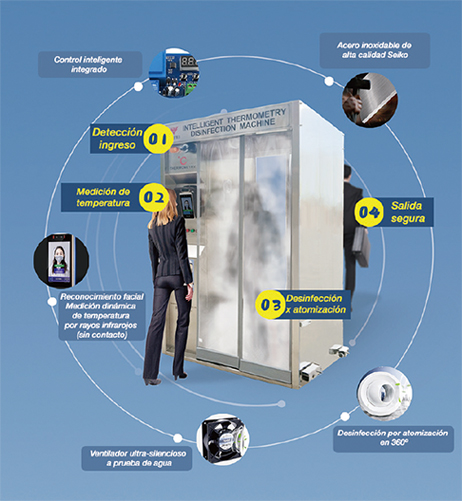 Control inteligente
integrado
Acero inoxidable de
alta calidad Seiko
INTELLIGENT THERMOMETRY
DISINFECTION MACHINE
Detección
ingreso
01
Medición de
temperatura
02
04
Salida
segura
03
Desinfección
x atomización
Reconocimiento facial
Medición dinámica
de temperatura
por rayos infrarojos
(sin contacto)
Ventilador ultra-silencioso
a prueba de agua
Desinfección por atomización
en 360º